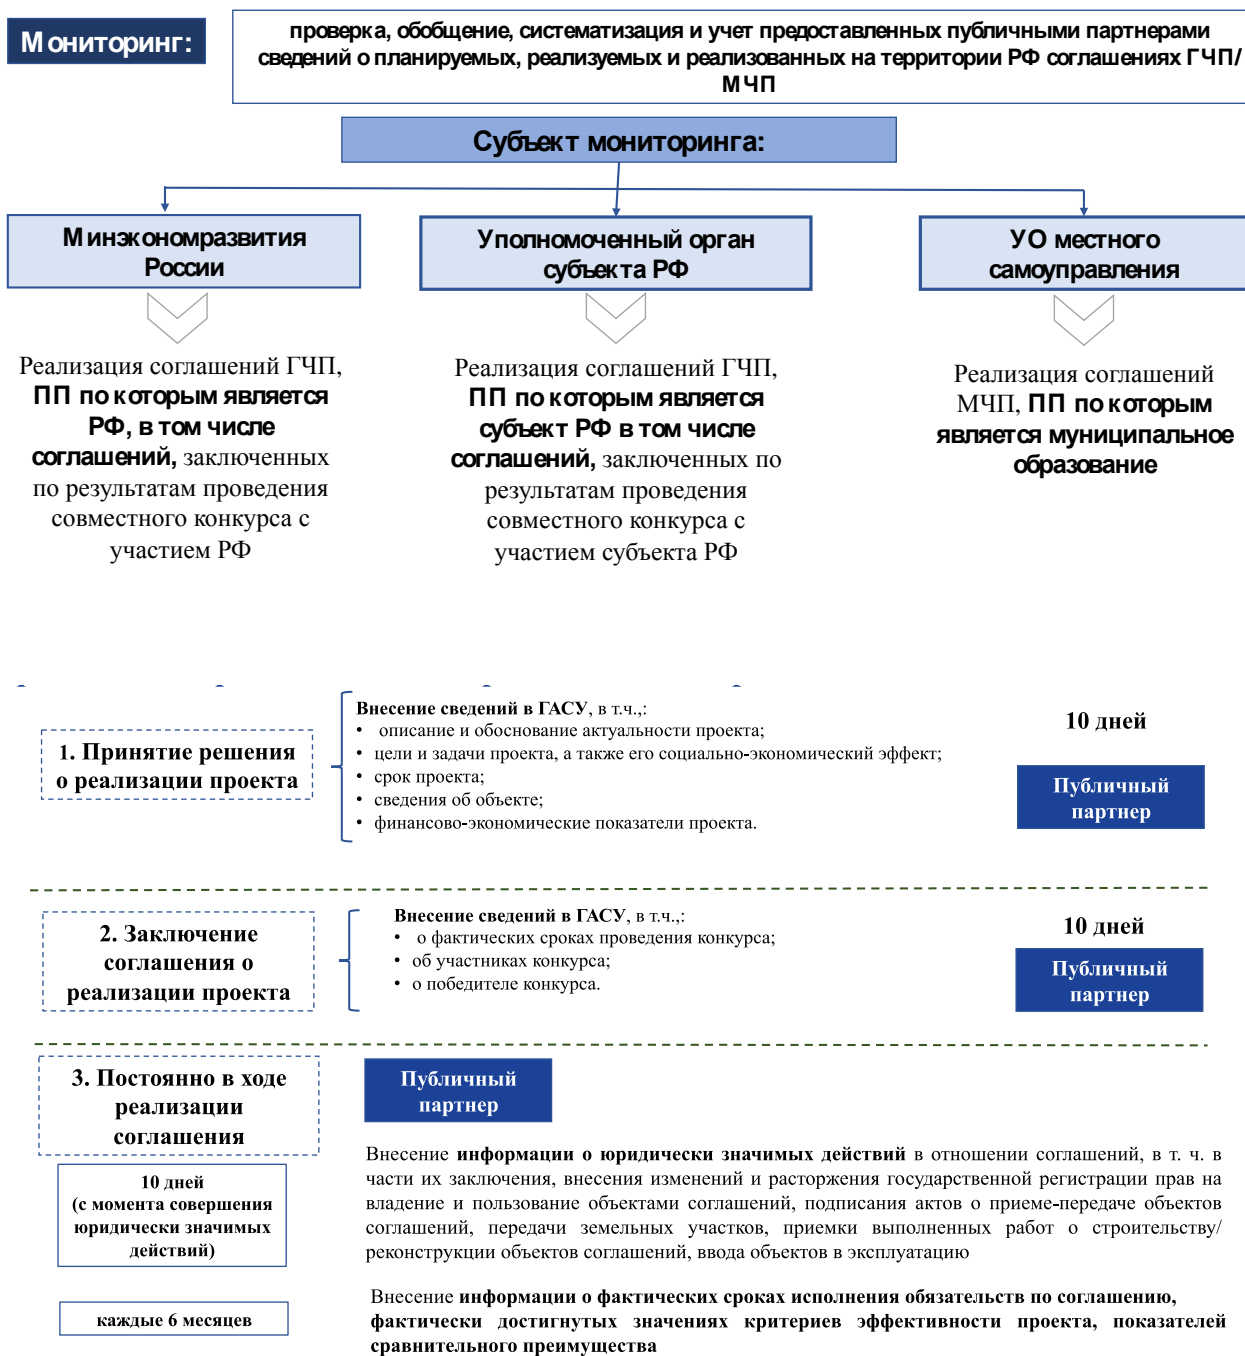 Мониторинг:
проверка, обобщение, систематизация и учет предоставленных публичными партнерами
сведений о планируемых, реализуемых и реализованных на территории РФ соглашениях ГЧП/
МЧП
Субъект мониторинга:
Минэкономразвития
России
Уполномоченный орган
субъекта РФ
УО местного
самоуправления
Реализация соглашений ГЧП,
ПП по которым является
РФ, в том числе
соглашений, заключенных
по результатам проведения
совместного конкурса с
участием РФ
Реализация соглашений ГЧП,
ПП по которым является
субъект РФ в том числе
соглашений, заключенных по
результатам проведения
совместного конкурса с
участием субъекта РФ
Реализация соглашений
МЧП, ПП по которым
является муниципальное
образование
1. Принятие решения
о реализации проекта
Внесение сведений в ГАСУ, в т.ч.,:
• описание и обоснование актуальности проекта;
• цели и задачи проекта, а также его социально-экономический эффект;
• срок проекта;
• сведения об объекте;
• финансово-экономические показатели проекта.
10 дней
Публичный
партнер
2. Заключение
соглашения о
реализации проекта
Внесение сведений в ГАСУ, в т.ч.,:
• о фактических сроках проведения конкурса;
• об участниках конкурса;
• о победителе конкурса.
10 дней
Публичный
партнер
3. Постоянно в ходе
реализации
соглашения
Публичный
партнер
10 дней
(с момента совершения
юридически значимых
действий)
Внесение информации о юридически значимых действий в отношении соглашений, в т. ч. в
части их заключения, внесения изменений и расторжения государственной регистрации прав на
владение и пользование объектами соглашений, подписания актов о приеме-передаче объектов
соглашений, передачи земельных участков, приемки выполненных работ о строительству/
реконструкции объектов соглашений, ввода объектов в эксплуатацию
каждые 6 месяцев
Внесение информации о фактических сроках исполнения обязательств по соглашению,
фактически достигнутых значениях критериев эффективности проекта, показателей
сравнительного преимущества